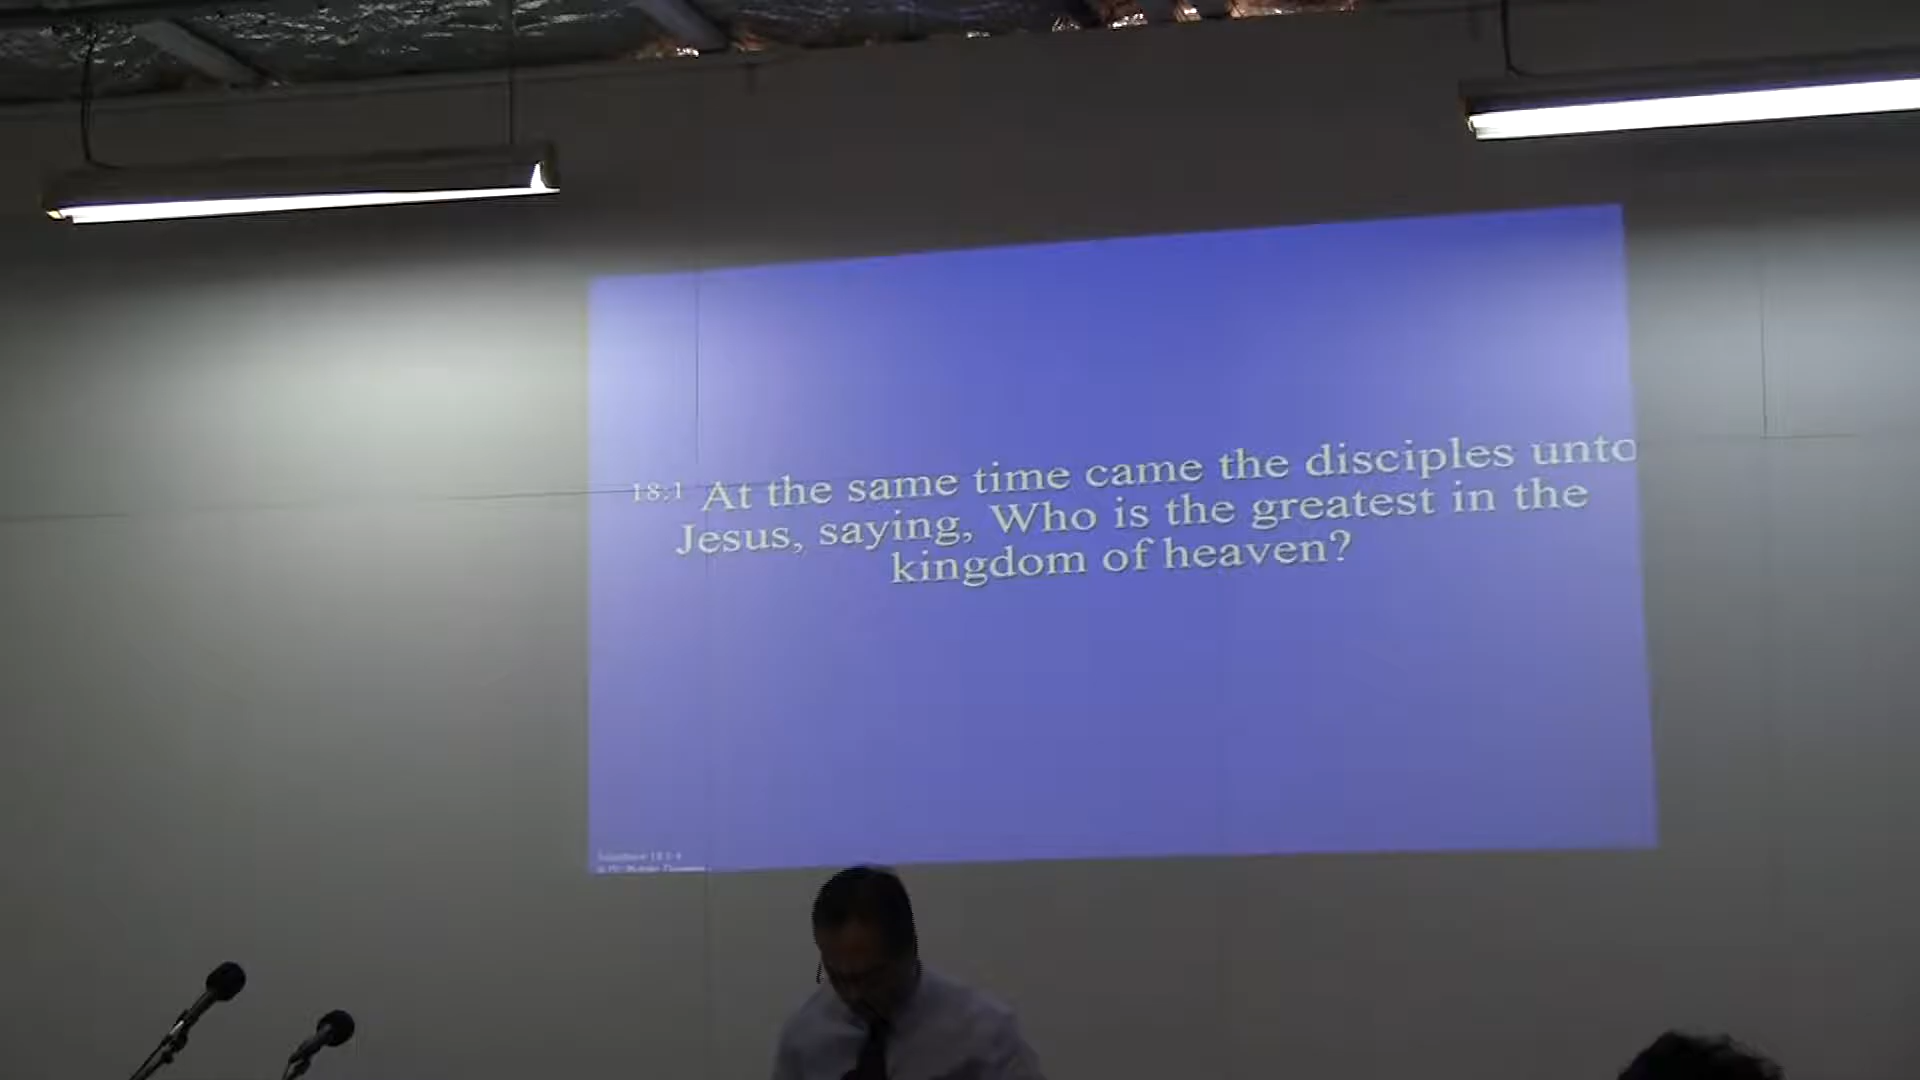 18:1 At the same time came the disciples unto
Jesus, saying, Who is the greatest in the
kingdom of heaven?